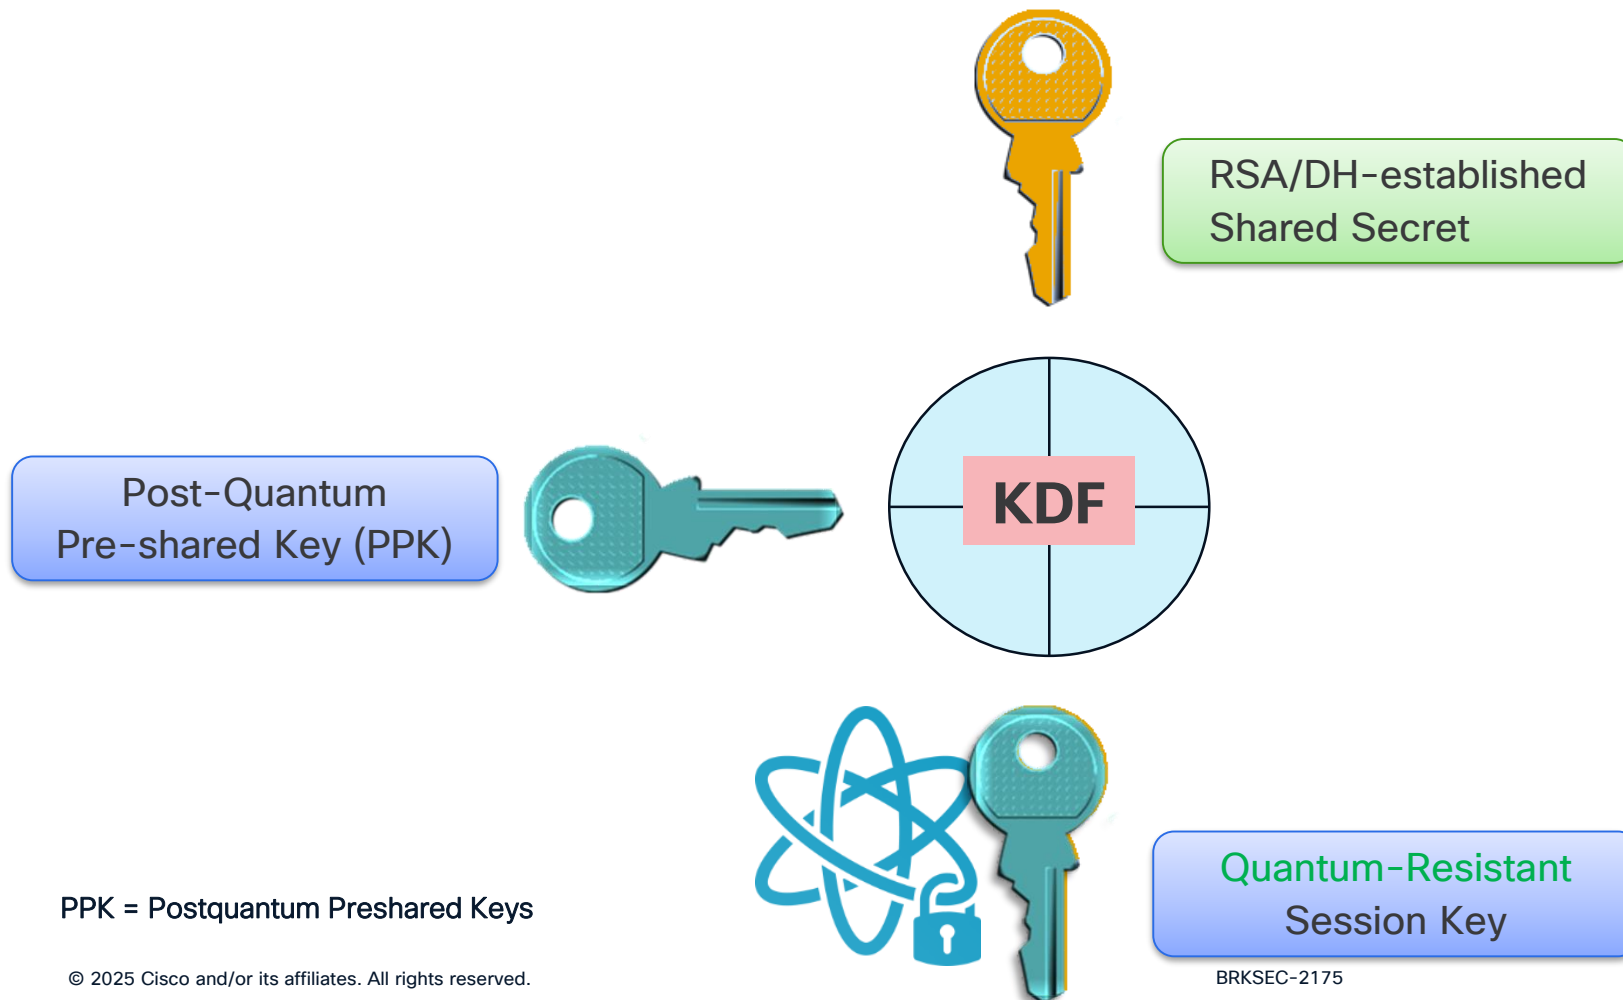 RSA/DH-established
Shared Secret
Post-Quantum
Pre-shared Key (PPK)
KDF
Quantum-Resistant
Session Key
PPK = Postquantum Preshared Keys
© 2025 Cisco and/or its affiliates. All rights reserved.
BRKSEC-2175